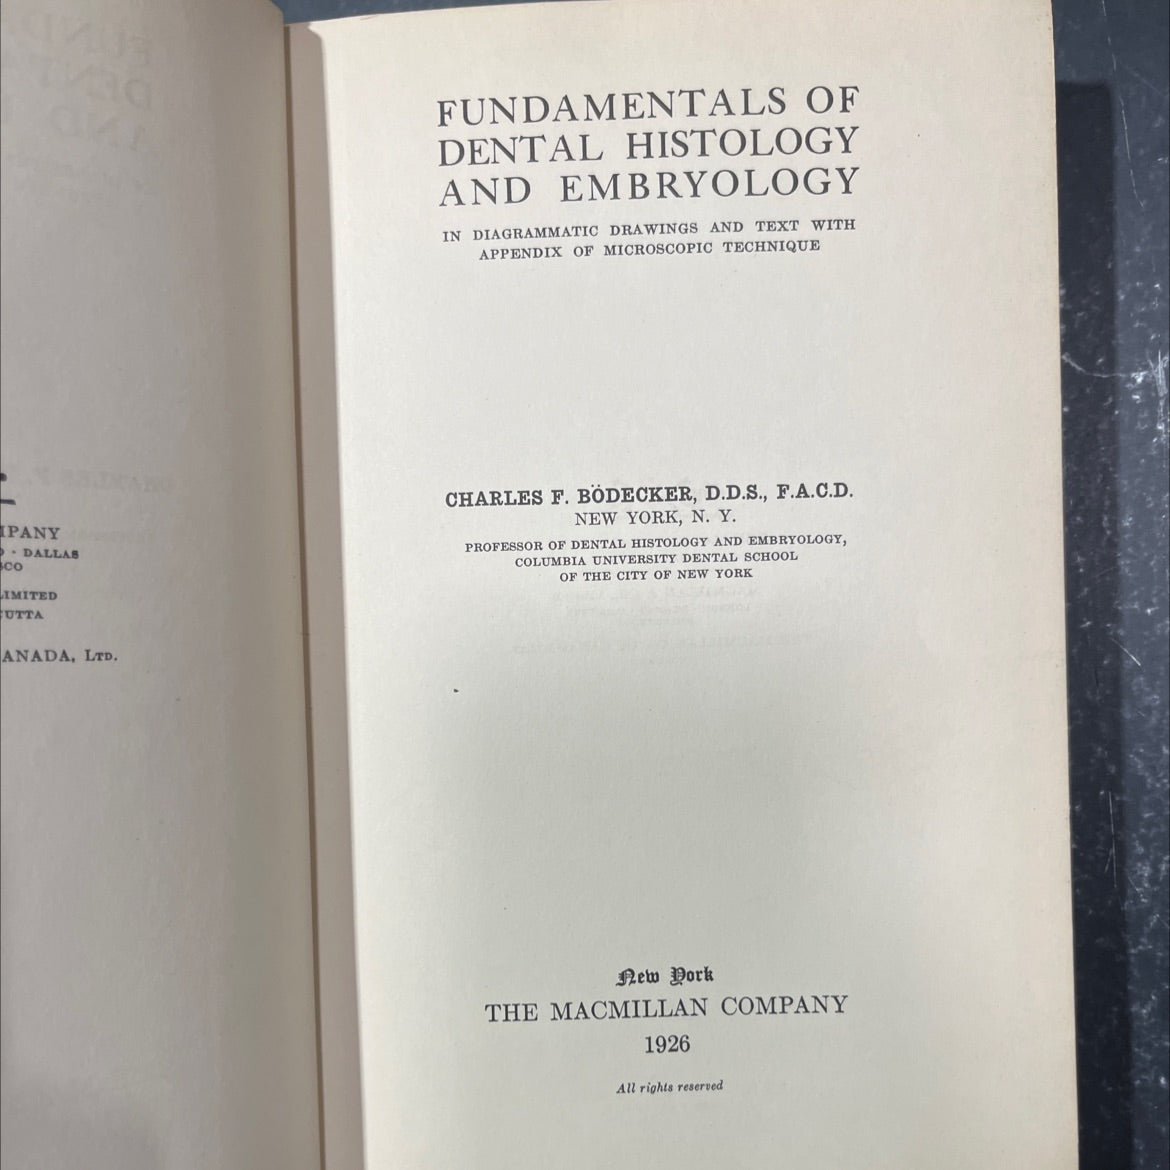 MPANY
· DALLAS
SCO
LIMITED
CUTTA
ANADA, LTD.
FUNDAMENTALS OF
DENTAL HISTOLOGY
AND EMBRYOLOGY
IN DIAGRAMMATIC DRAWINGS AND TEXT WITH
APPENDIX OF MICROSCOPIC TECHNIQUE
CHARLES F. BÖDECKER, D.D.S., F.A.C.D.
NEW YORK, N. Y.
PROFESSOR OF DENTAL HISTOLOGY AND EMBRYOLOGY,
COLUMBIA UNIVERSITY DENTAL SCHOOL
OF THE CITY OF NEW YORK
New York
THE MACMILLAN COMPANY
1926
All rights reserved